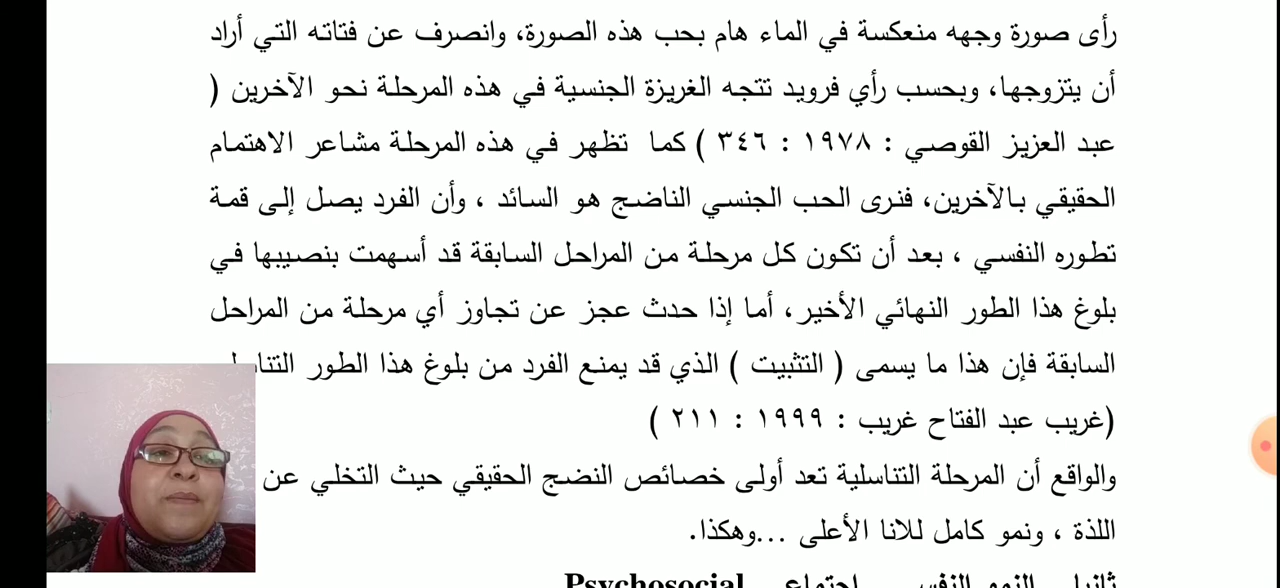 رأى صورة وجهه منعكسة في الماء هام بحب هذه الصورة، وانصرف عن فتاته التي أراد
أن يتزوجها، وبحسب رأي فرويد تتجه الغريزة الجنسية في هذه المرحلة نحو الآخرين (
عبد العزيز القوصي : ١٩٧٨ : ٣٤٦ ) كما تظهر في هذه المرحلة مشاعر الاهتمام
الحقيقي بالآخرين، فنرى الحب الجنسي الناضج هو السائد ، وأن الفرد يصل إلى قمة
تطوره النفسي ، بعد أن تكون كل مرحلة من المراحل السابقة قد أسهمت بنصيبها في
بلوغ هذا الطور النهائي الأخير، أما إذا حدث عجز عن تجاوز أي مرحلة من المراحل
السابقة فإن هذا ما يسمى ( التثبيت ) الذي قد يمنع الفرد من بلوغ هذا الطور
(غريب عبد الفتاح غريب : ١٩٩٩ : ٢١١ )
والواقع أن المرحلة التناسلية تعد أولى خصائص النضج الحقيقي حيث التخلي عن
اللذة ، ونمو كامل للانا الأعلى ...وهكذا.
ثانيا النمو النفسي اجتماعي Psychosocial